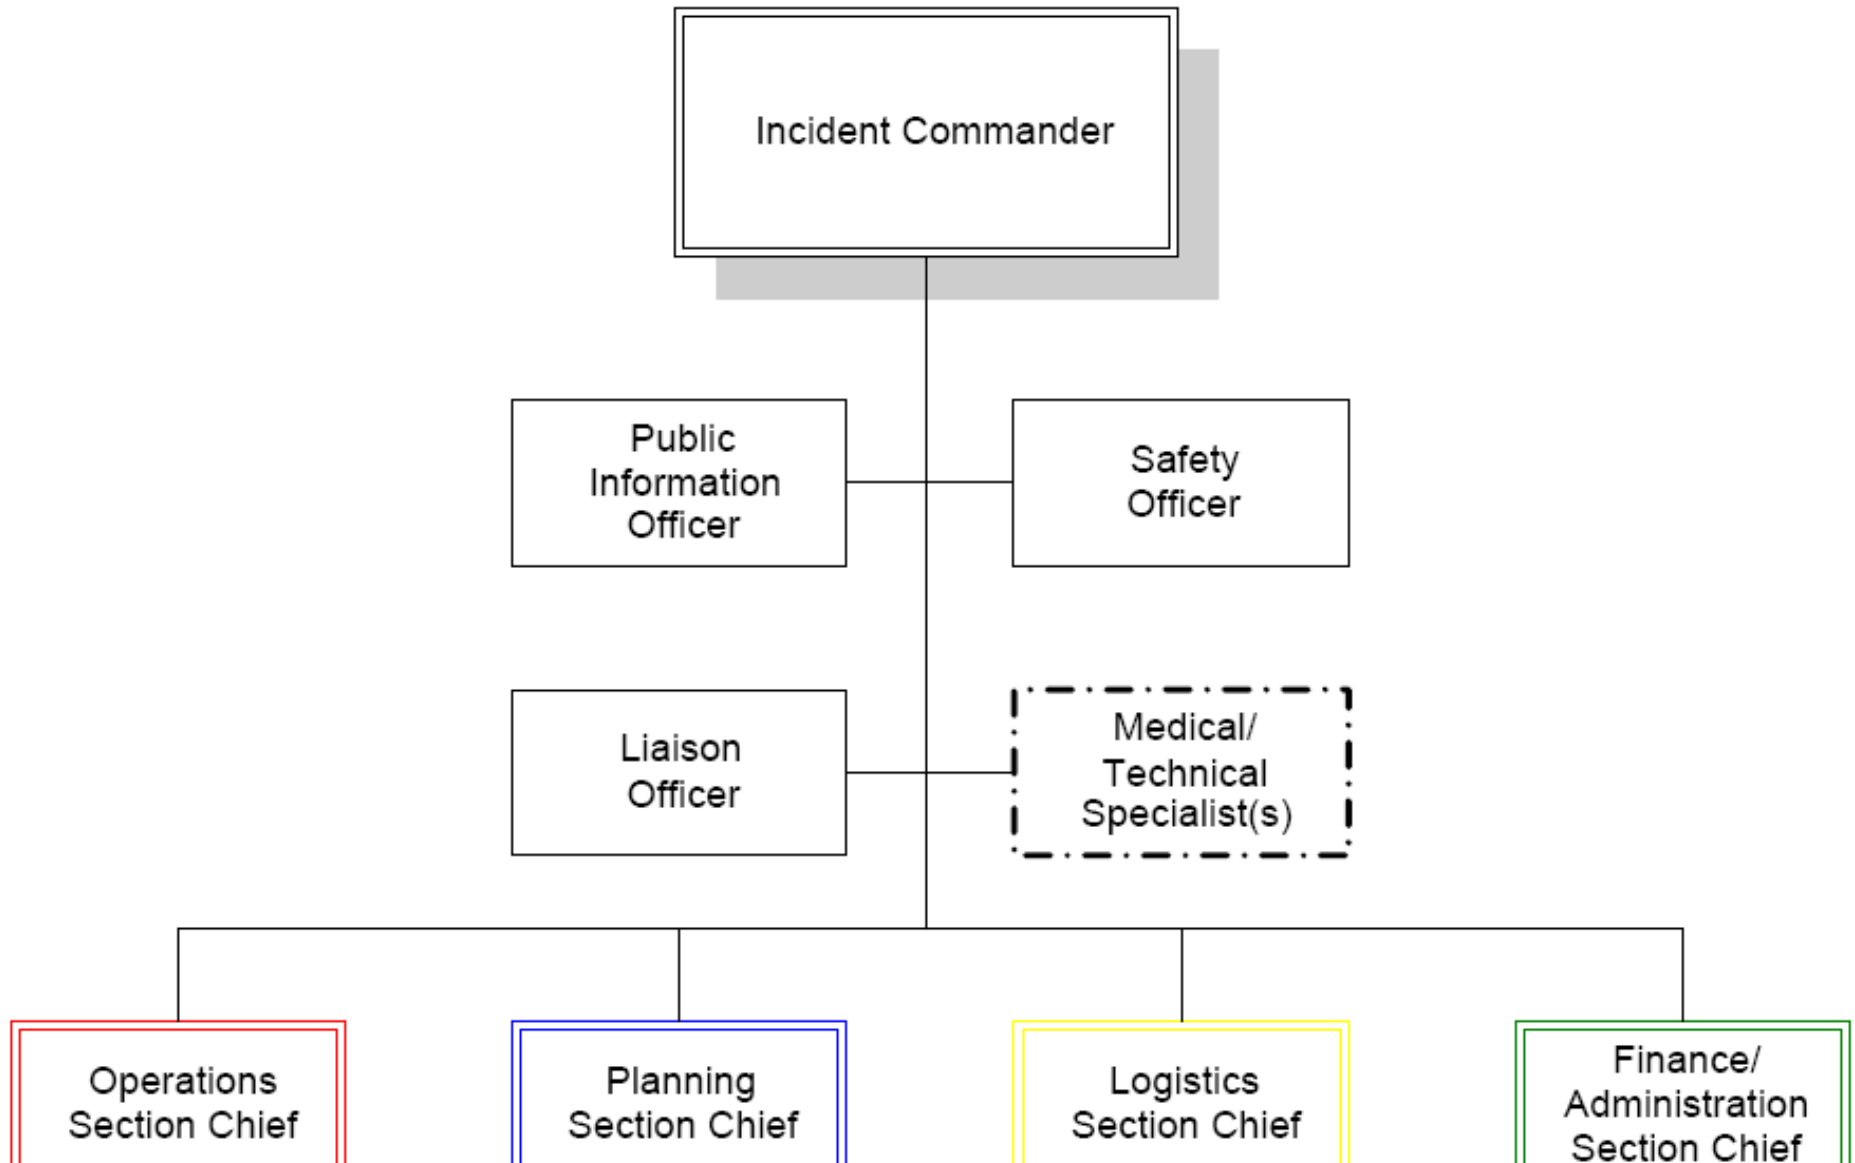 Incident Commander
Public
Information
Officer
Safety
Officer
Liaison
Officer
Medical/
Technical
Specialist(s)
Operations
Section Chief
Planning
Section Chief
Logistics
Section Chief
Finance/
Administration
Section Chief